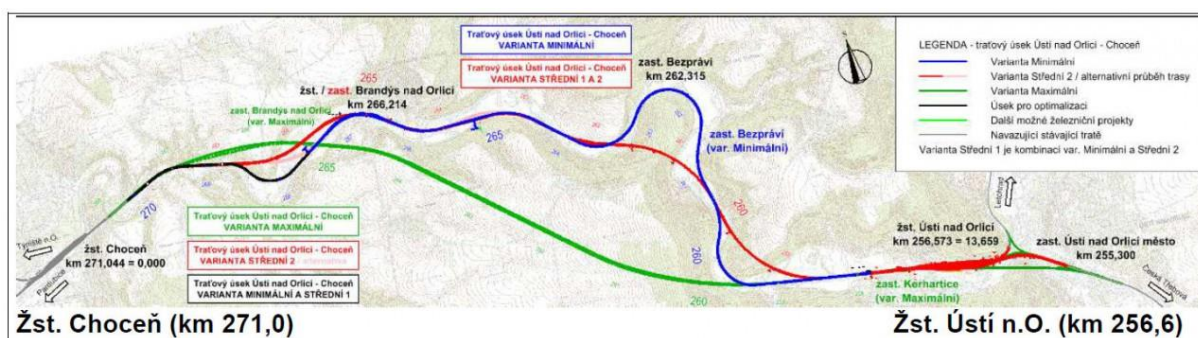 Traťový úsek Ústí nad Orlicí - Choceň
VARIANTA MINIMÁLNÍ
Traťový úsek Ústí nad Orlicí - Choceň
VARIANTA STŘEDNÍ 1 A 2
zast. Bezpráví
km 262,315
LEGENDA - traťový úsek Ústí nad Orlicí - Choceň
Varianta Minimální
Varianta Střední 2 / alternativní průběh trasy
Varianta Maximální
Úsek pro optimalizaci
Další možné železniční projekty
Navazující stávající tratě
Varianta Střední 1 je kombinací var. Minimální a Střední 2
265
žst. / zast. Brandýs nad Orlicí
km 266,214
zast. Brandýs nad Orlicí
(var. Maximální)
265
265
zast. Bezpráví
(var. Minimální)
270
260
260
260
Traťový úsek Ústí nad Orlicí - Choceň
VARIANTA MAXIMÁLNÍ
Traťový úsek Ústí nad Orlicí - Choceň
VARIANTA STŘEDNÍ 2 - alternativa
Traťový úsek Ústí nad Orlicí - Choceň
VARIANTA MINIMÁLNÍ A STŘEDNÍ 1
žst. Choceň
km 271,044 = 0,000
Týniště n.O.
Pardubice
Letohrad
žst. Ústí nad Orlicí
km 256,573 = 13,659
zast. Ústí nad Orlicí město
km 255,300
zast. Kerhartice
(var. Maximální)
Česká Třebová
Žst. Choceň (km 271,0)
Žst. Ústí n.O. (km 256,6)